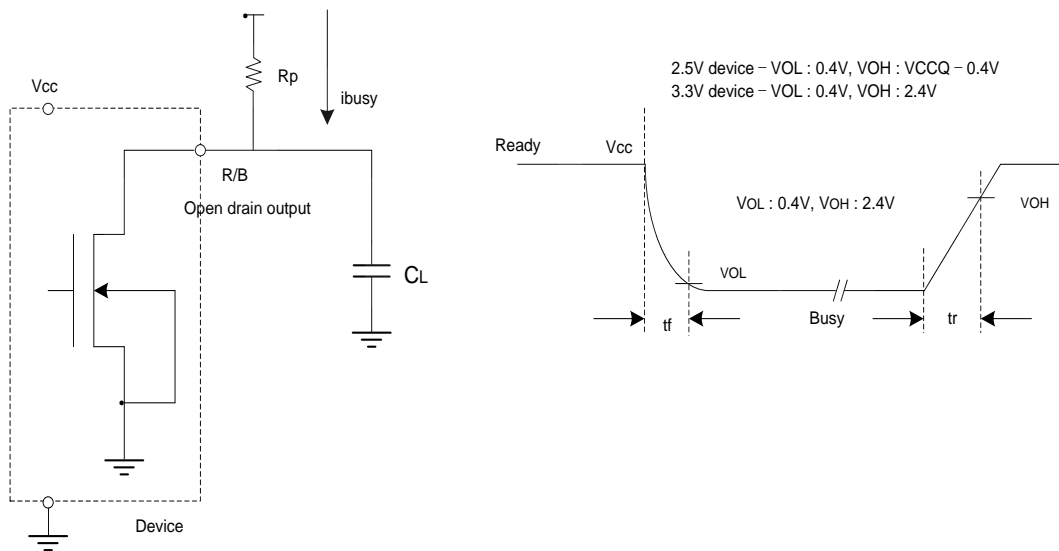 Rp
ibusy
Vcc
R/B
Open drain output
CL
Device
2.5V device – VOL : 0.4V, VOH : VCCQ – 0.4V
3.3V device – VOL : 0.4V, VOH : 2.4V
Ready
Vcc
VOL : 0.4V, VOH : 2.4V
VOH
VOL
Busy
tf
tr